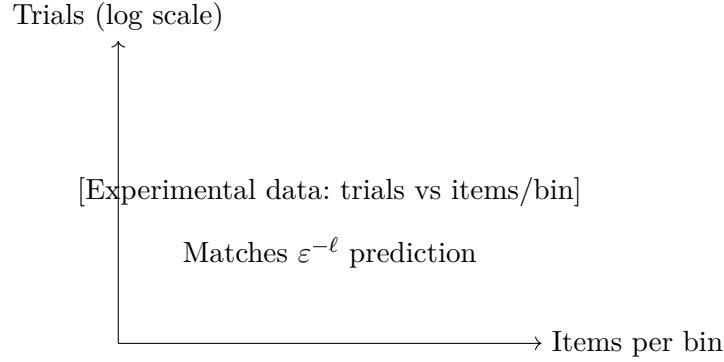 Trials (log scale)
[Experimental data: trials vs items/bin]
Matches ε^{−ℓ} prediction
Items per bin